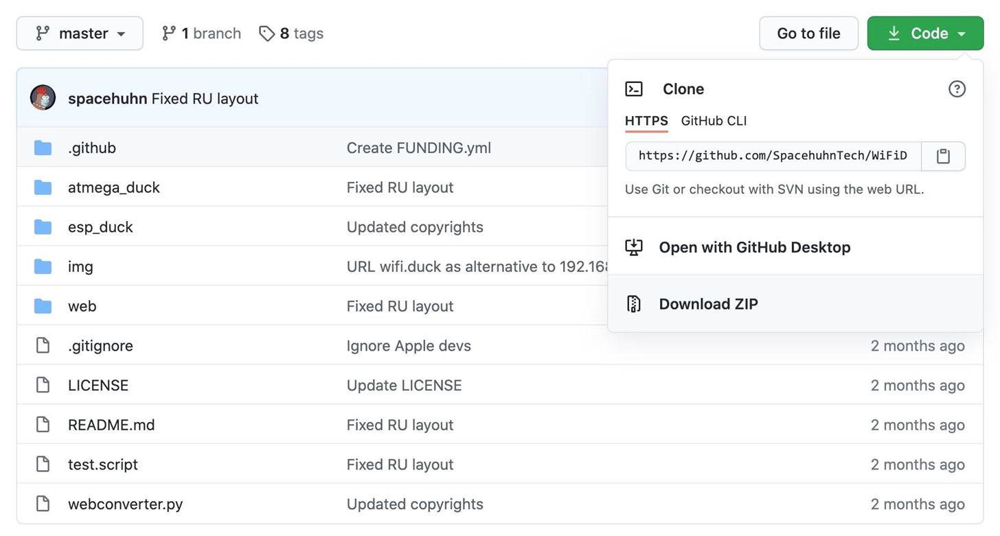 master 1 branch 8 tags Go to file Code
Clone
HTTPS GitHub CLI
https://github.com/SpacehuhnTech/WiFiD
Use Git or checkout with SVN using the web URL.
Open with GitHub Desktop
Download ZIP
spacehuhn Fixed RU layout
.github Create FUNDING.yml
atmega_duck Fixed RU layout
esp_duck Updated copyrights
img URL wifi.duck as alternative to 192.168
web Fixed RU layout
.gitignore Ignore Apple devs 2 months ago
LICENSE Update LICENSE 2 months ago
README.md Fixed RU layout 2 months ago
test.script Fixed RU layout 2 months ago
webconverter.py Updated copyrights 2 months ago